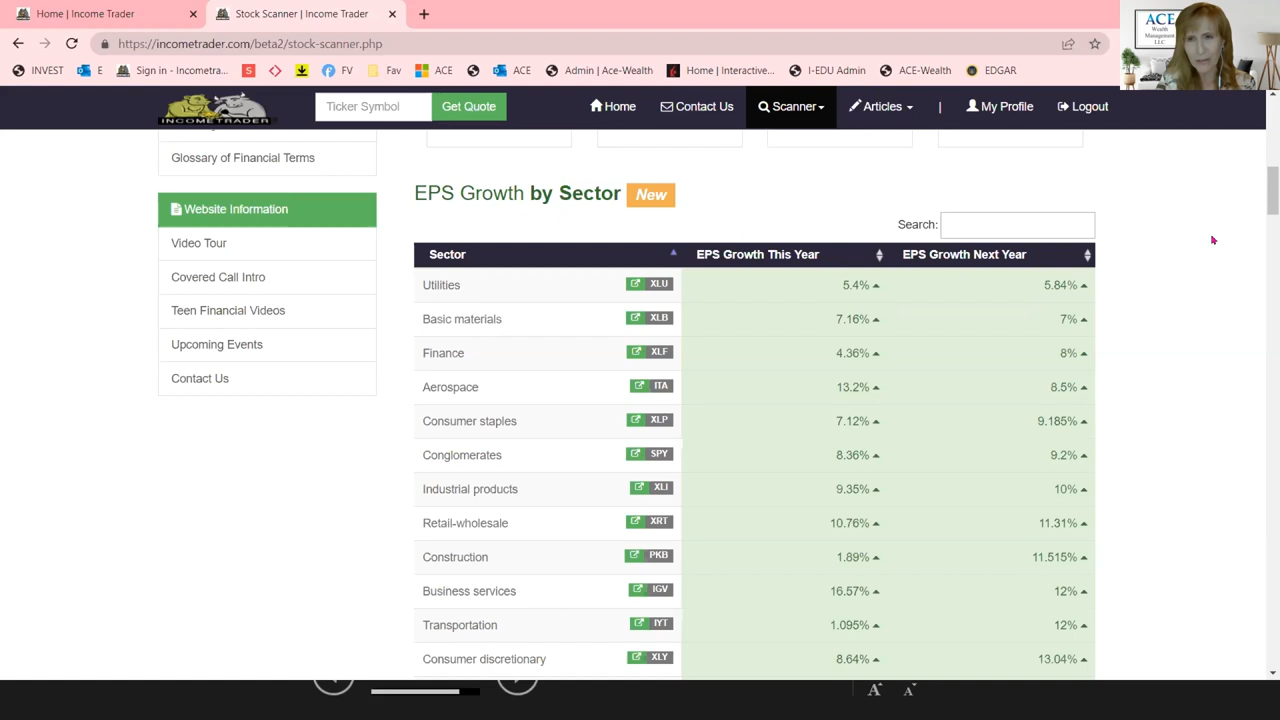 Home | Income Trader
Stock Scanner | Income Trader
https://incometrader.com/beta2/stock-scanner.php
INVEST E Sign in - Incometra... S FV Fav ACE ACE Admin | Ace-Wealth Home | Interactive... I-EDU Admin ACE-Wealth EDGAR
ACE
Wealth
Management
LLC
INCOMETRADER
Ticker Symbol Get Quote Home Contact Us Scanner Articles | My Profile Logout
Glossary of Financial Terms
Website Information
Video Tour
Covered Call Intro
Teen Financial Videos
Upcoming Events
Contact Us
EPS Growth by Sector New
Search:
Sector EPS Growth This Year EPS Growth Next Year
Utilities XLU 5.4% 5.84%
Basic materials XLB 7.16% 7%
Finance XLF 4.36% 8%
Aerospace ITA 13.2% 8.5%
Consumer staples XLP 7.12% 9.185%
Conglomerates SPY 8.36% 9.2%
Industrial products XLI 9.35% 10%
Retail-wholesale XRT 10.76% 11.31%
Construction PKB 1.89% 11.515%
Business services IGV 16.57% 12%
Transportation IYT 1.095% 12%
Consumer discretionary XLY 8.64% 13.04%
A A